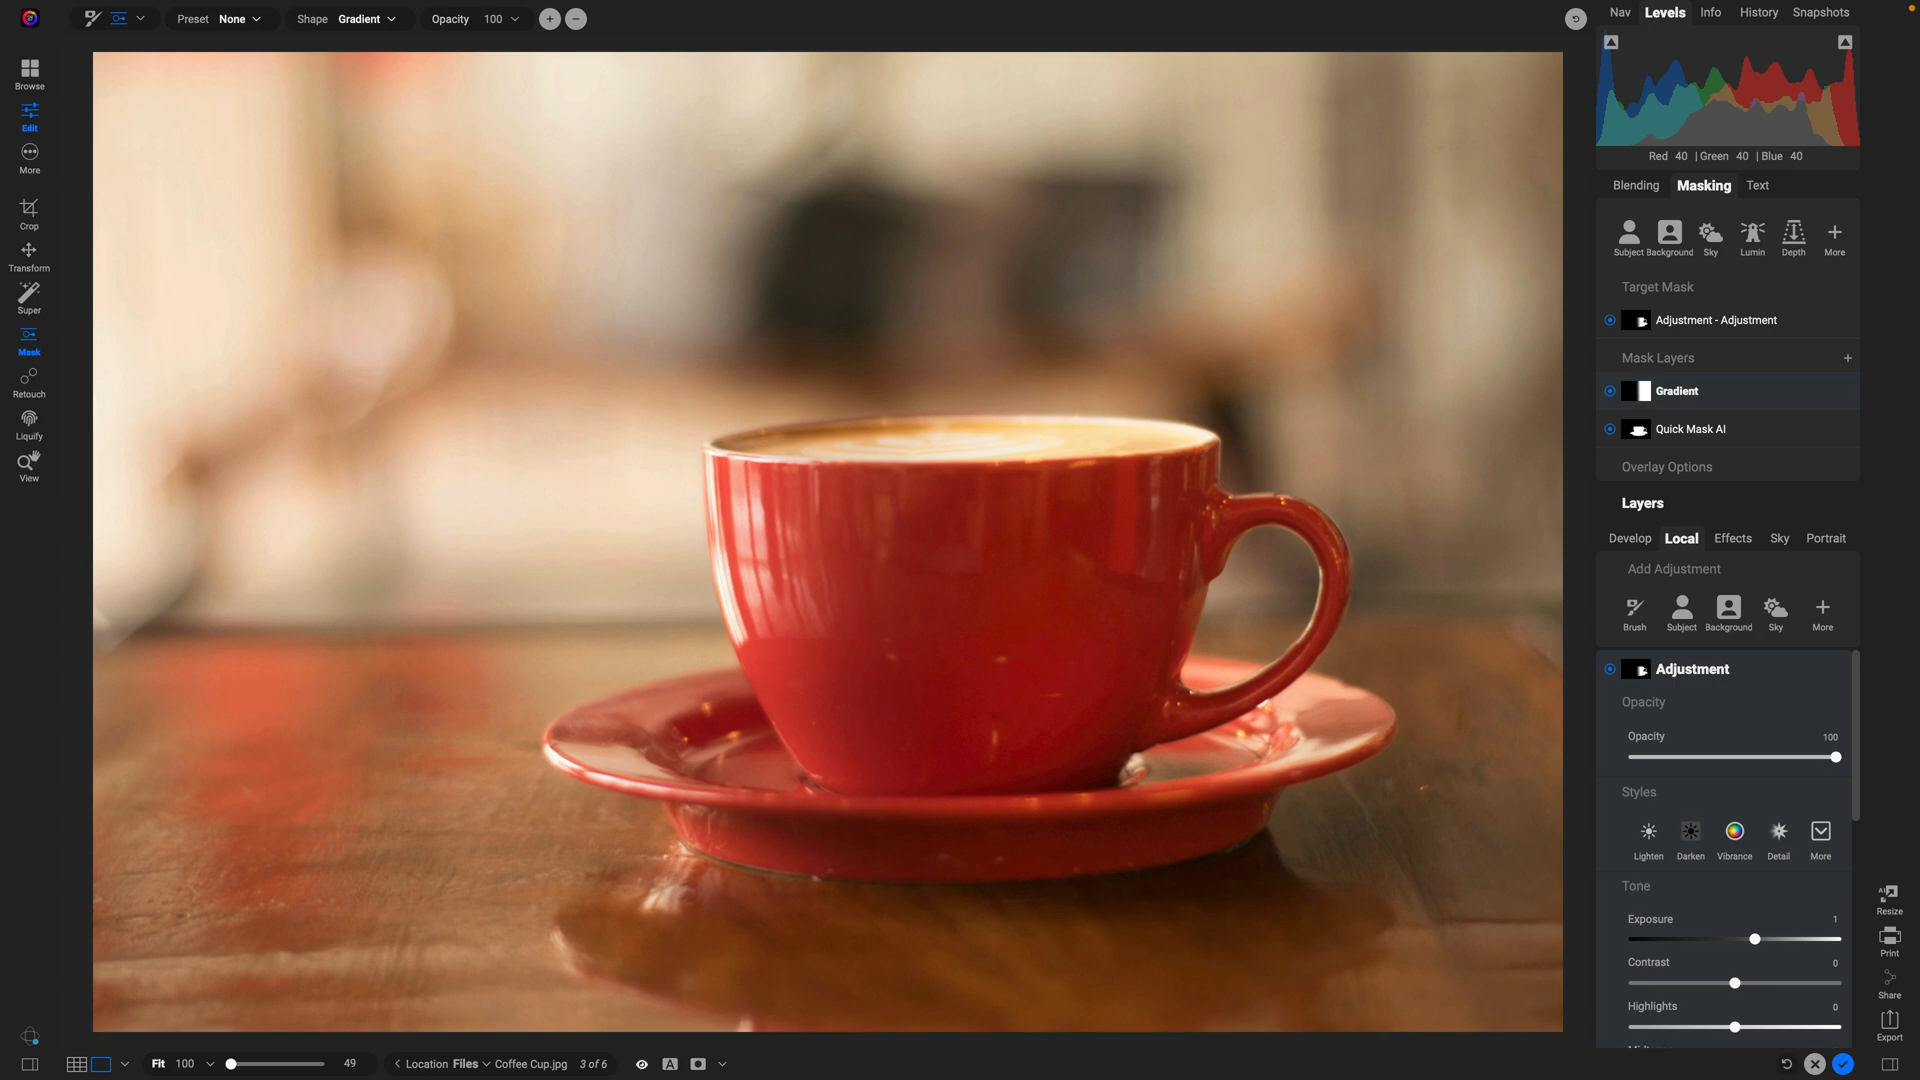 Preset None
Shape Gradient
Opacity 100
Nav Levels Info History Snapshots
Browse
Edit
More
Crop
Transform
Super
Mask
Retouch
Liquify
View
Red 40 | Green 40 | Blue 40
Blending Masking Text
Subject Background Sky Lumin Depth More
Target Mask
Adjustment - Adjustment
Mask Layers
Gradient
Quick Mask AI
Overlay Options
Layers
Develop Local Effects Sky Portrait
Add Adjustment
Brush Subject Background Sky More
Adjustment
Opacity
Opacity 100
Styles
Lighten Darken Vibrance Detail More
Tone
Exposure 1
Contrast 0
Highlights 0
AI
Resize
Print
Share
Export
Fit 100 49 Location Files Coffee Cup.jpg 3 of 6 A